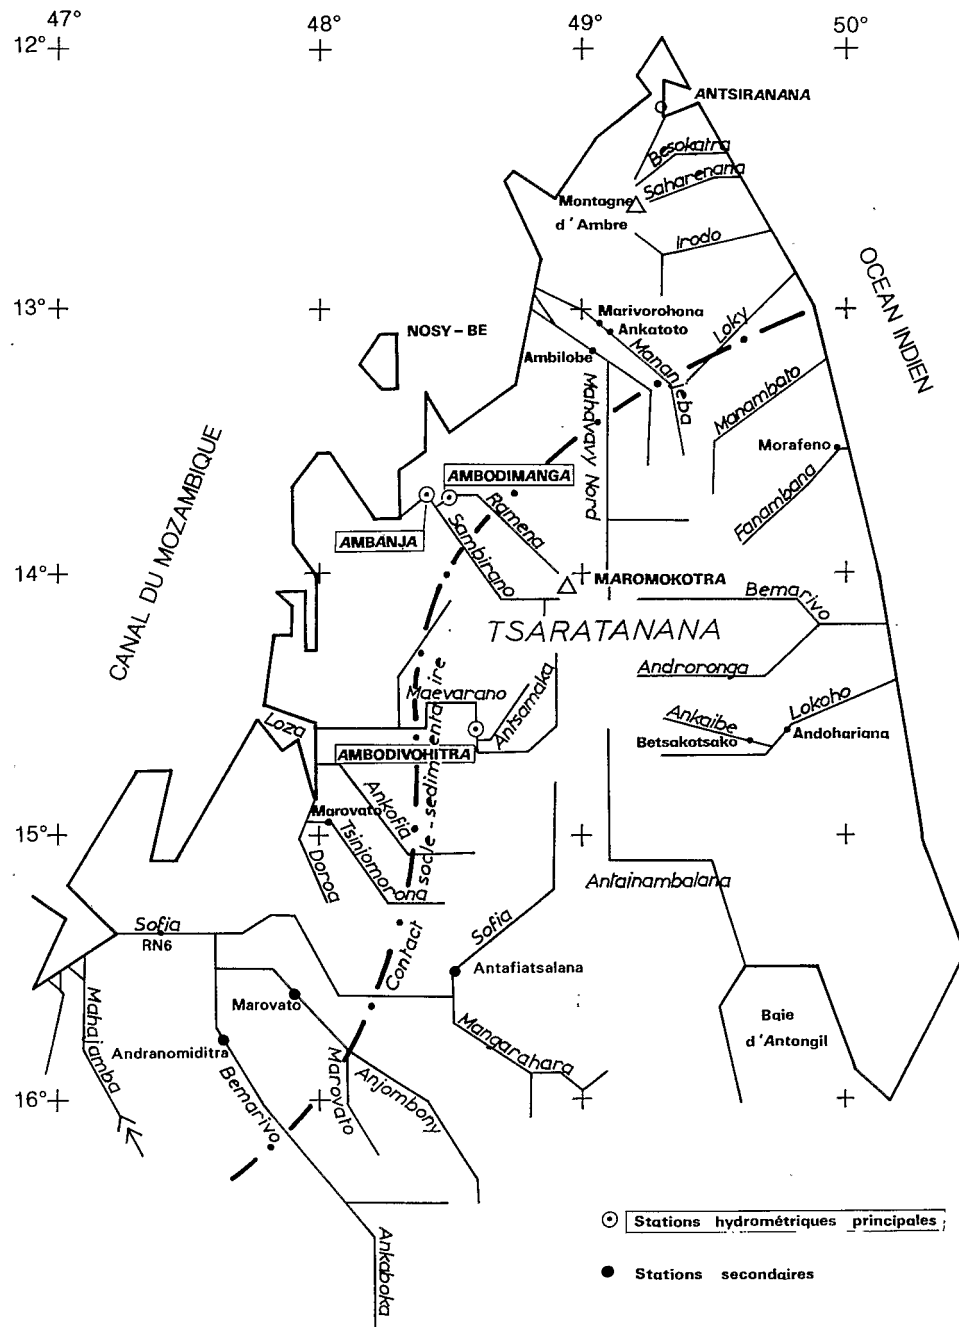 47° 48° 49° 50°
12°
ANTSIRANANA
Besokatra
Saharenana
Montagne
d'Ambre
Irodo
OCEAN INDIEN
13°
Marivorohona
Ankatoto
NOSY-BE
Ambilobe
Loky
Mananjeba
Mahavavy Nord
Manambato
Morafeno
Fanambana
CANAL DU MOZAMBIQUE
AMBODIMANGA
Ramena
AMBANJA
Sambirano
14°
MAROMOKOTRA
Bemarivo
TSARATANANA
Androronga
Maevarano
Antsamaka
Lokoho
Ankaibe
Betsakotsako
Andohariana
Loza
AMBODIVOHITRA
Contact socle-sedimentaire
Ankofia
Marovato
Tsinjomorona
Doroa
15°
Antainambalana
Sofia
RN6
Sofia
Antafiatsalana
Marovato
Mahajamba
Andranomiditra
Mangarahara
Baie
d'Antongil
Bemarivo
Marovato
Anjombony
16°
Ankaboka
Stations hydrométriques principales
Stations secondaires